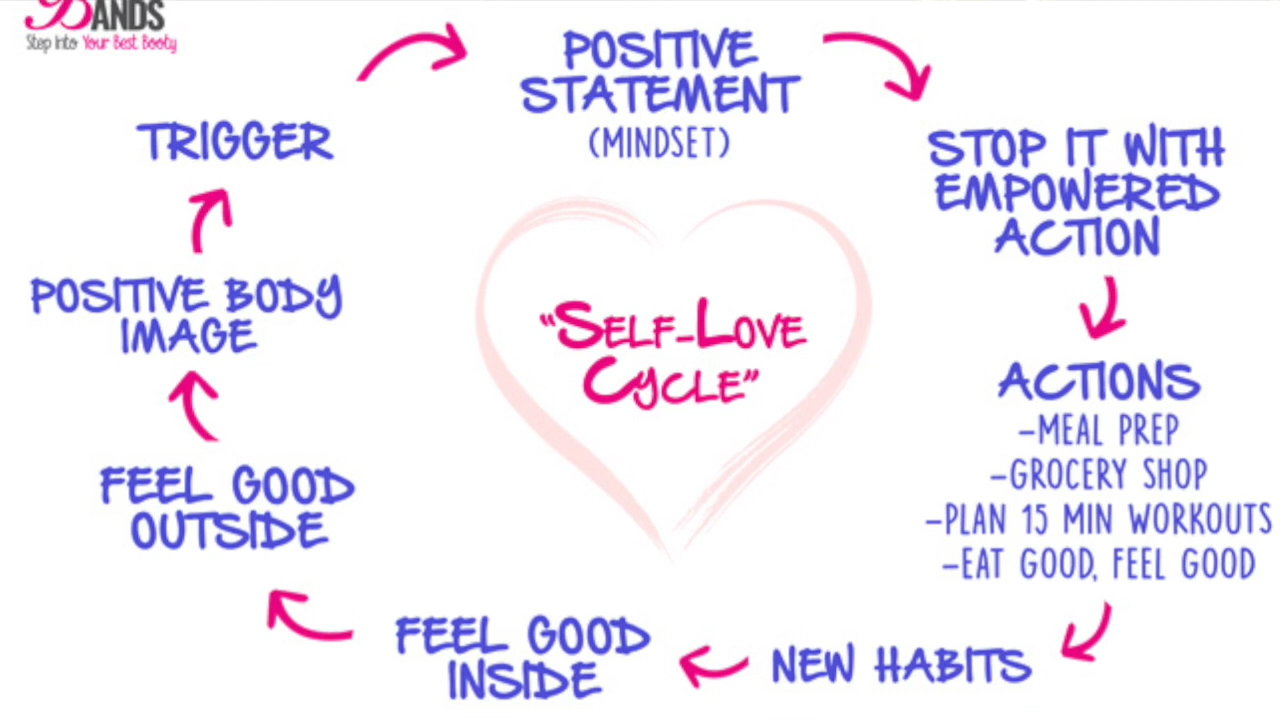 BANDS
Step Into Your Best Booty
POSITIVE
STATEMENT
(MINDSET)
STOP IT WITH
EMPOWERED
ACTION
ACTIONS
-MEAL PREP
-GROCERY SHOP
-PLAN 15 MIN WORKOUTS
-EAT GOOD, FEEL GOOD
NEW HABITS
FEEL GOOD
INSIDE
FEEL GOOD
OUTSIDE
POSITIVE BODY
IMAGE
TRIGGER
"SELF-LOVE
CYCLE"